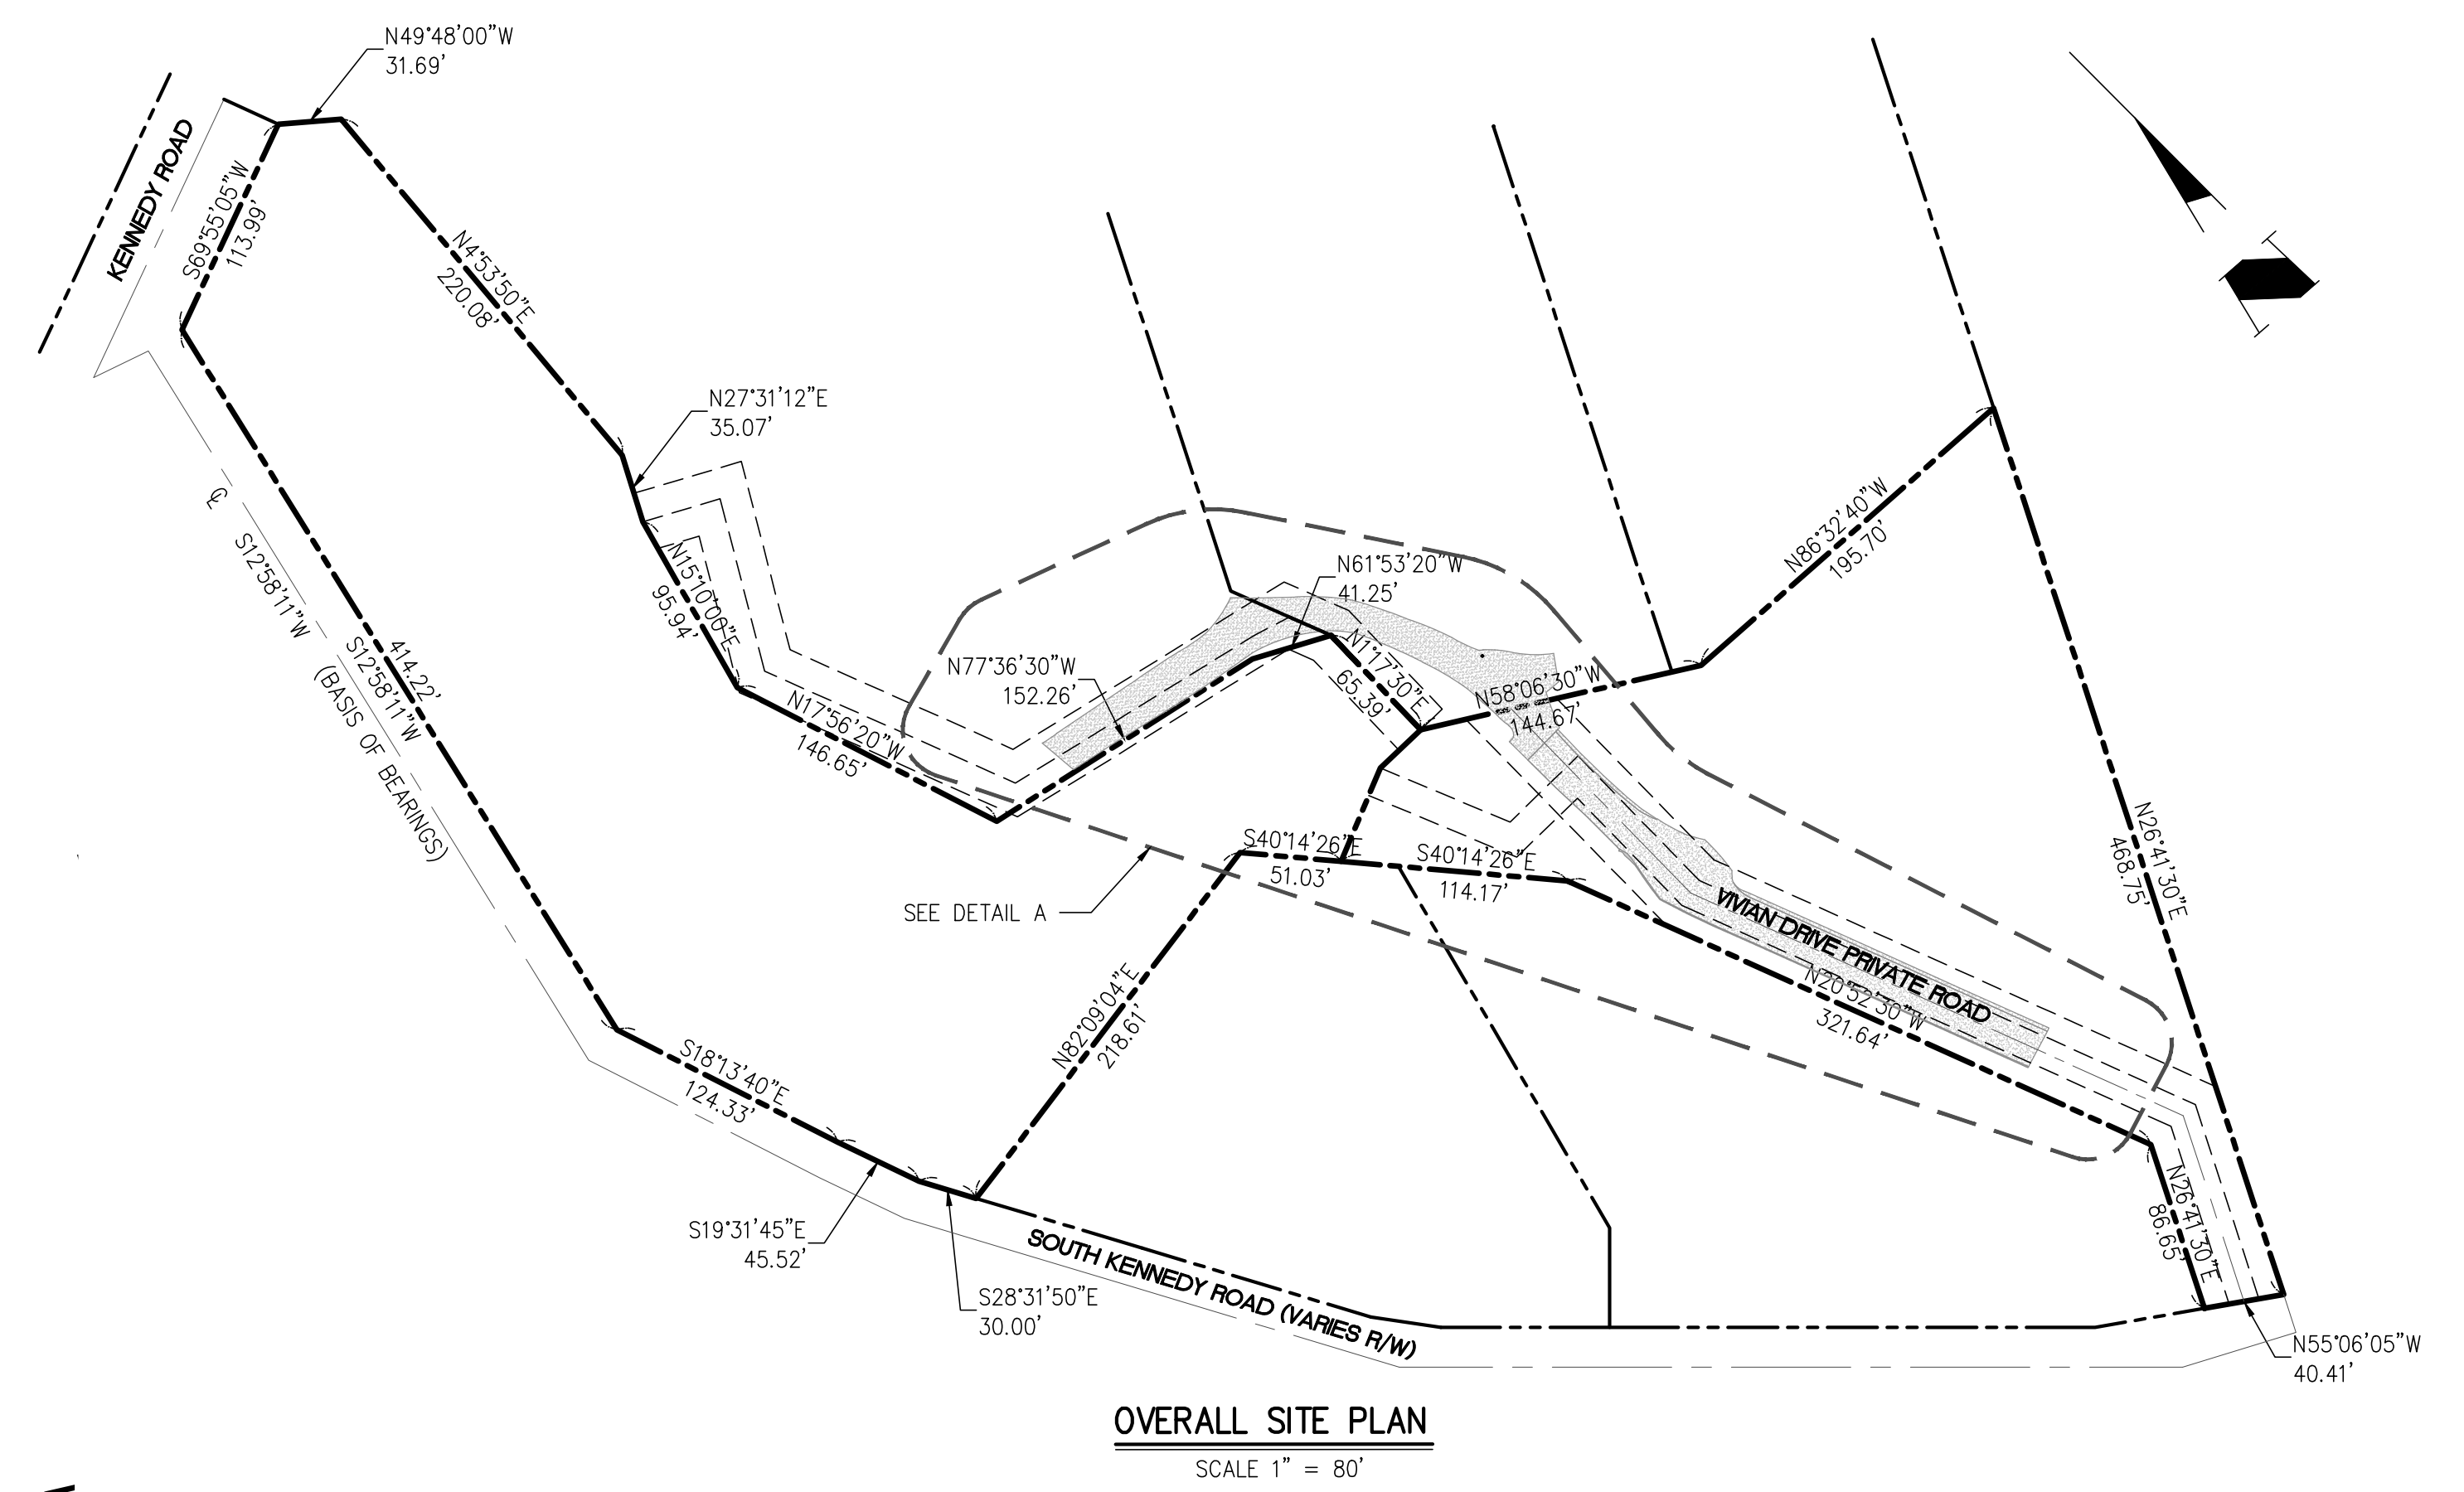 N49°48'00"W
31.69'
KENNEDY ROAD
S69°55'05"W
113.99'
N4°53'50"E
220.08'
N27°31'12"E
35.07'
℄
S12°58'11"W (BASIS OF BEARINGS)
414.22'
S12°58'11"W
N15°10'00"E
95.94'
N17°56'20"W
146.65'
N77°36'30"W
152.26'
N61°53'20"W
41.25'
N1°17'30"E
65.39'
N58°06'30"W
144.67'
N86°32'40"W
195.70'
N26°41'30"E
468.75'
SEE DETAIL A
S40°14'26"E
51.03'
S40°14'26"E
114.17'
VIVIAN DRIVE PRIVATE ROAD
N20°52'30"W
321.64'
N82°09'04"E
218.61'
S18°13'40"E
124.33'
S19°31'45"E
45.52'
S28°31'50"E
30.00'
SOUTH KENNEDY ROAD (VARIES R/W)
N26°41'30"E
86.65'
N55°06'05"W
40.41'
OVERALL SITE PLAN
SCALE 1" = 80'